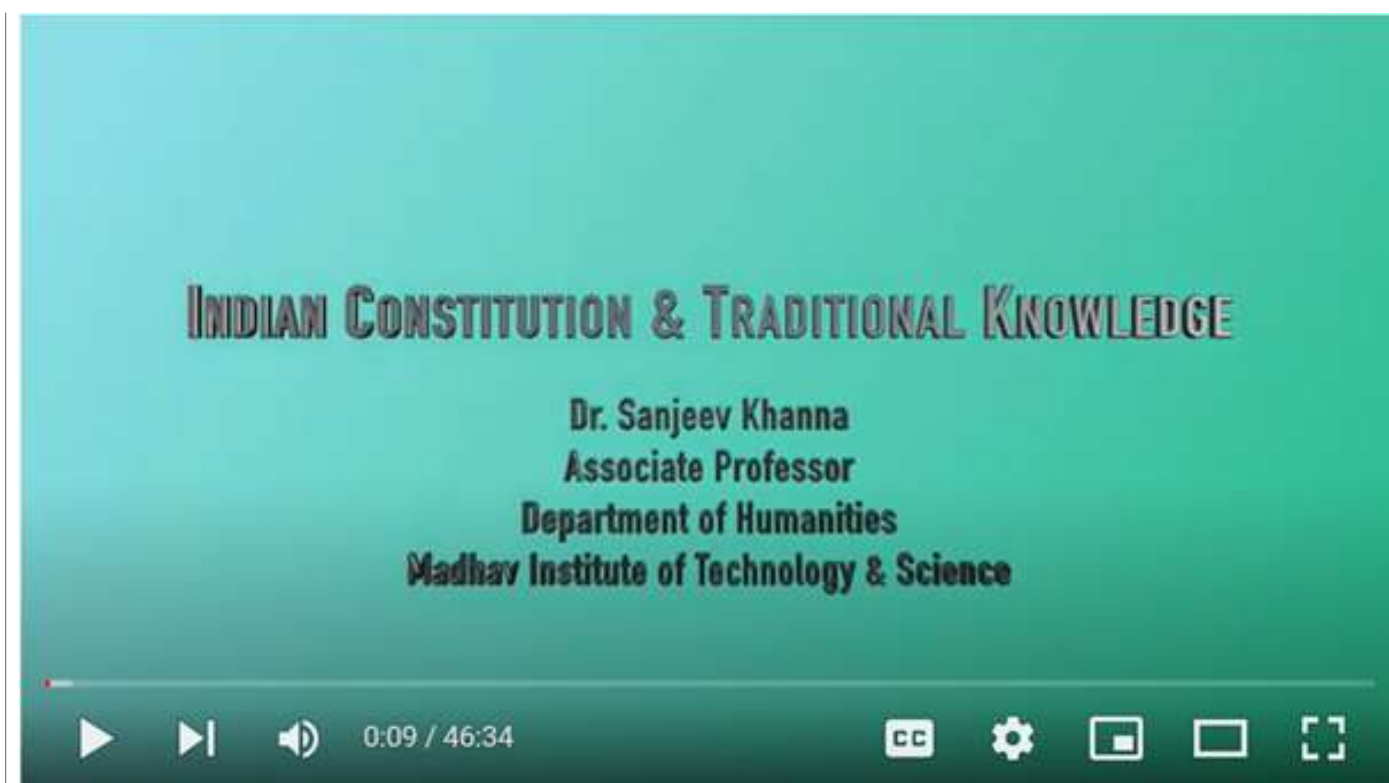 INDIAN CONSTITUTION & TRADITIONAL KNOWLEDGE
Dr. Sanjeev Khanna
Associate Professor
Department of Humanities
Madhav Institute of Technology & Science
0:09 / 46:34
CC